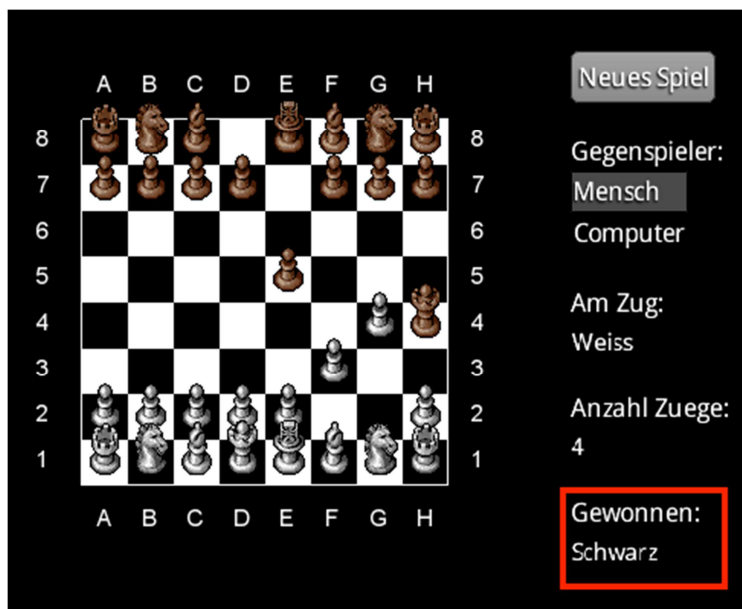 A B C D E F G H
8 8
7 7
6 6
5 5
4 4
3 3
2 2
1 1
A B C D E F G H
Neues Spiel
Gegenspieler:
Mensch
Computer
Am Zug:
Weiss
Anzahl Zuege:
4
Gewonnen:
Schwarz